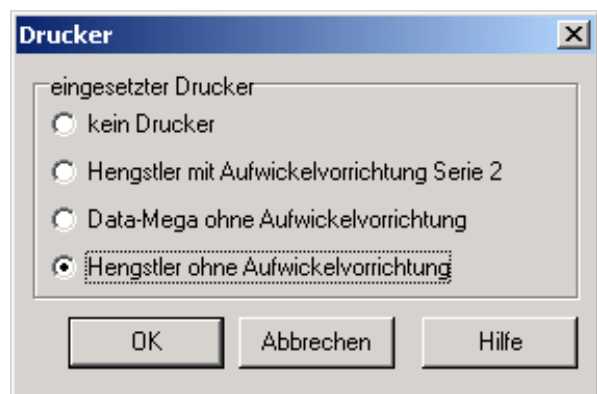 Drucker
eingesetzter Drucker
kein Drucker
Hengstler mit Aufwickelvorrichtung Serie 2
Data-Mega ohne Aufwickelvorrichtung
Hengstler ohne Aufwickelvorrichtung
OK Abbrechen Hilfe